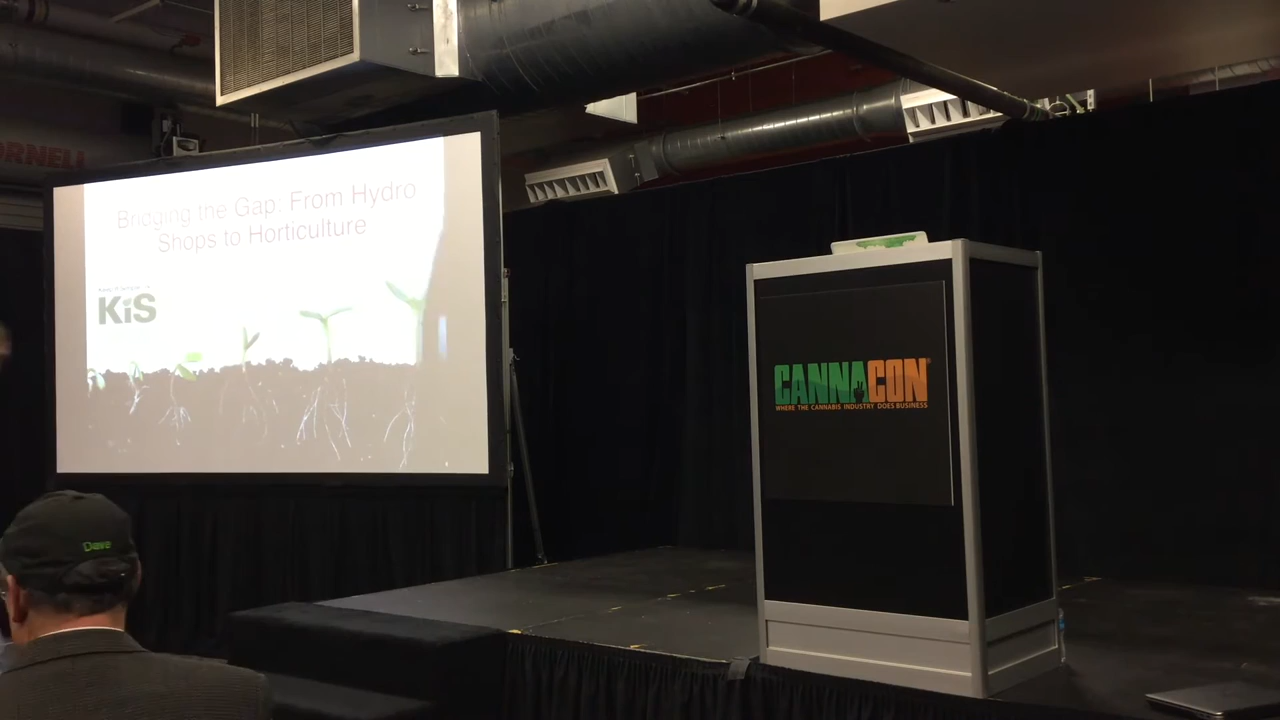 ORNELL
Bridging the Gap. From Hydro
Shops to Horticulture
KiS
CANNACON®
WHERE THE CANNABIS INDUSTRY DOES BUSINESS
Dave